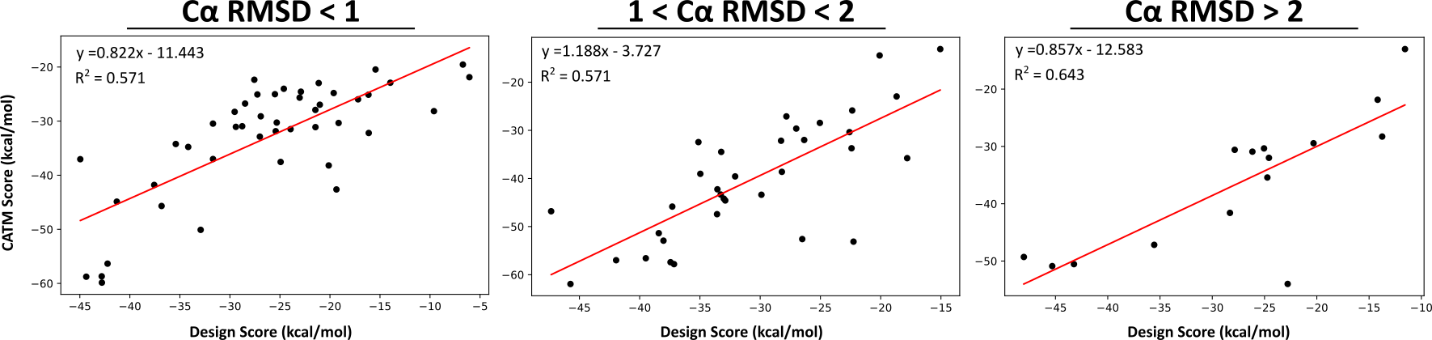 Cα RMSD < 1
y =0.822x - 11.443
R² = 0.571
−20
−30
−40
−50
−60
−45
−40
−35
−30
−25
−20
−15
−10
−5
CATM Score (kcal/mol)
Design Score (kcal/mol)
1 < Cα RMSD < 2
y =1.188x - 3.727
R² = 0.571
−20
−30
−40
−50
−60
−45
−40
−35
−30
−25
−20
−15
Design Score (kcal/mol)
Cα RMSD > 2
y =0.857x - 12.583
R² = 0.643
−20
−30
−40
−50
−45
−40
−35
−30
−25
−20
−15
−10
Design Score (kcal/mol)